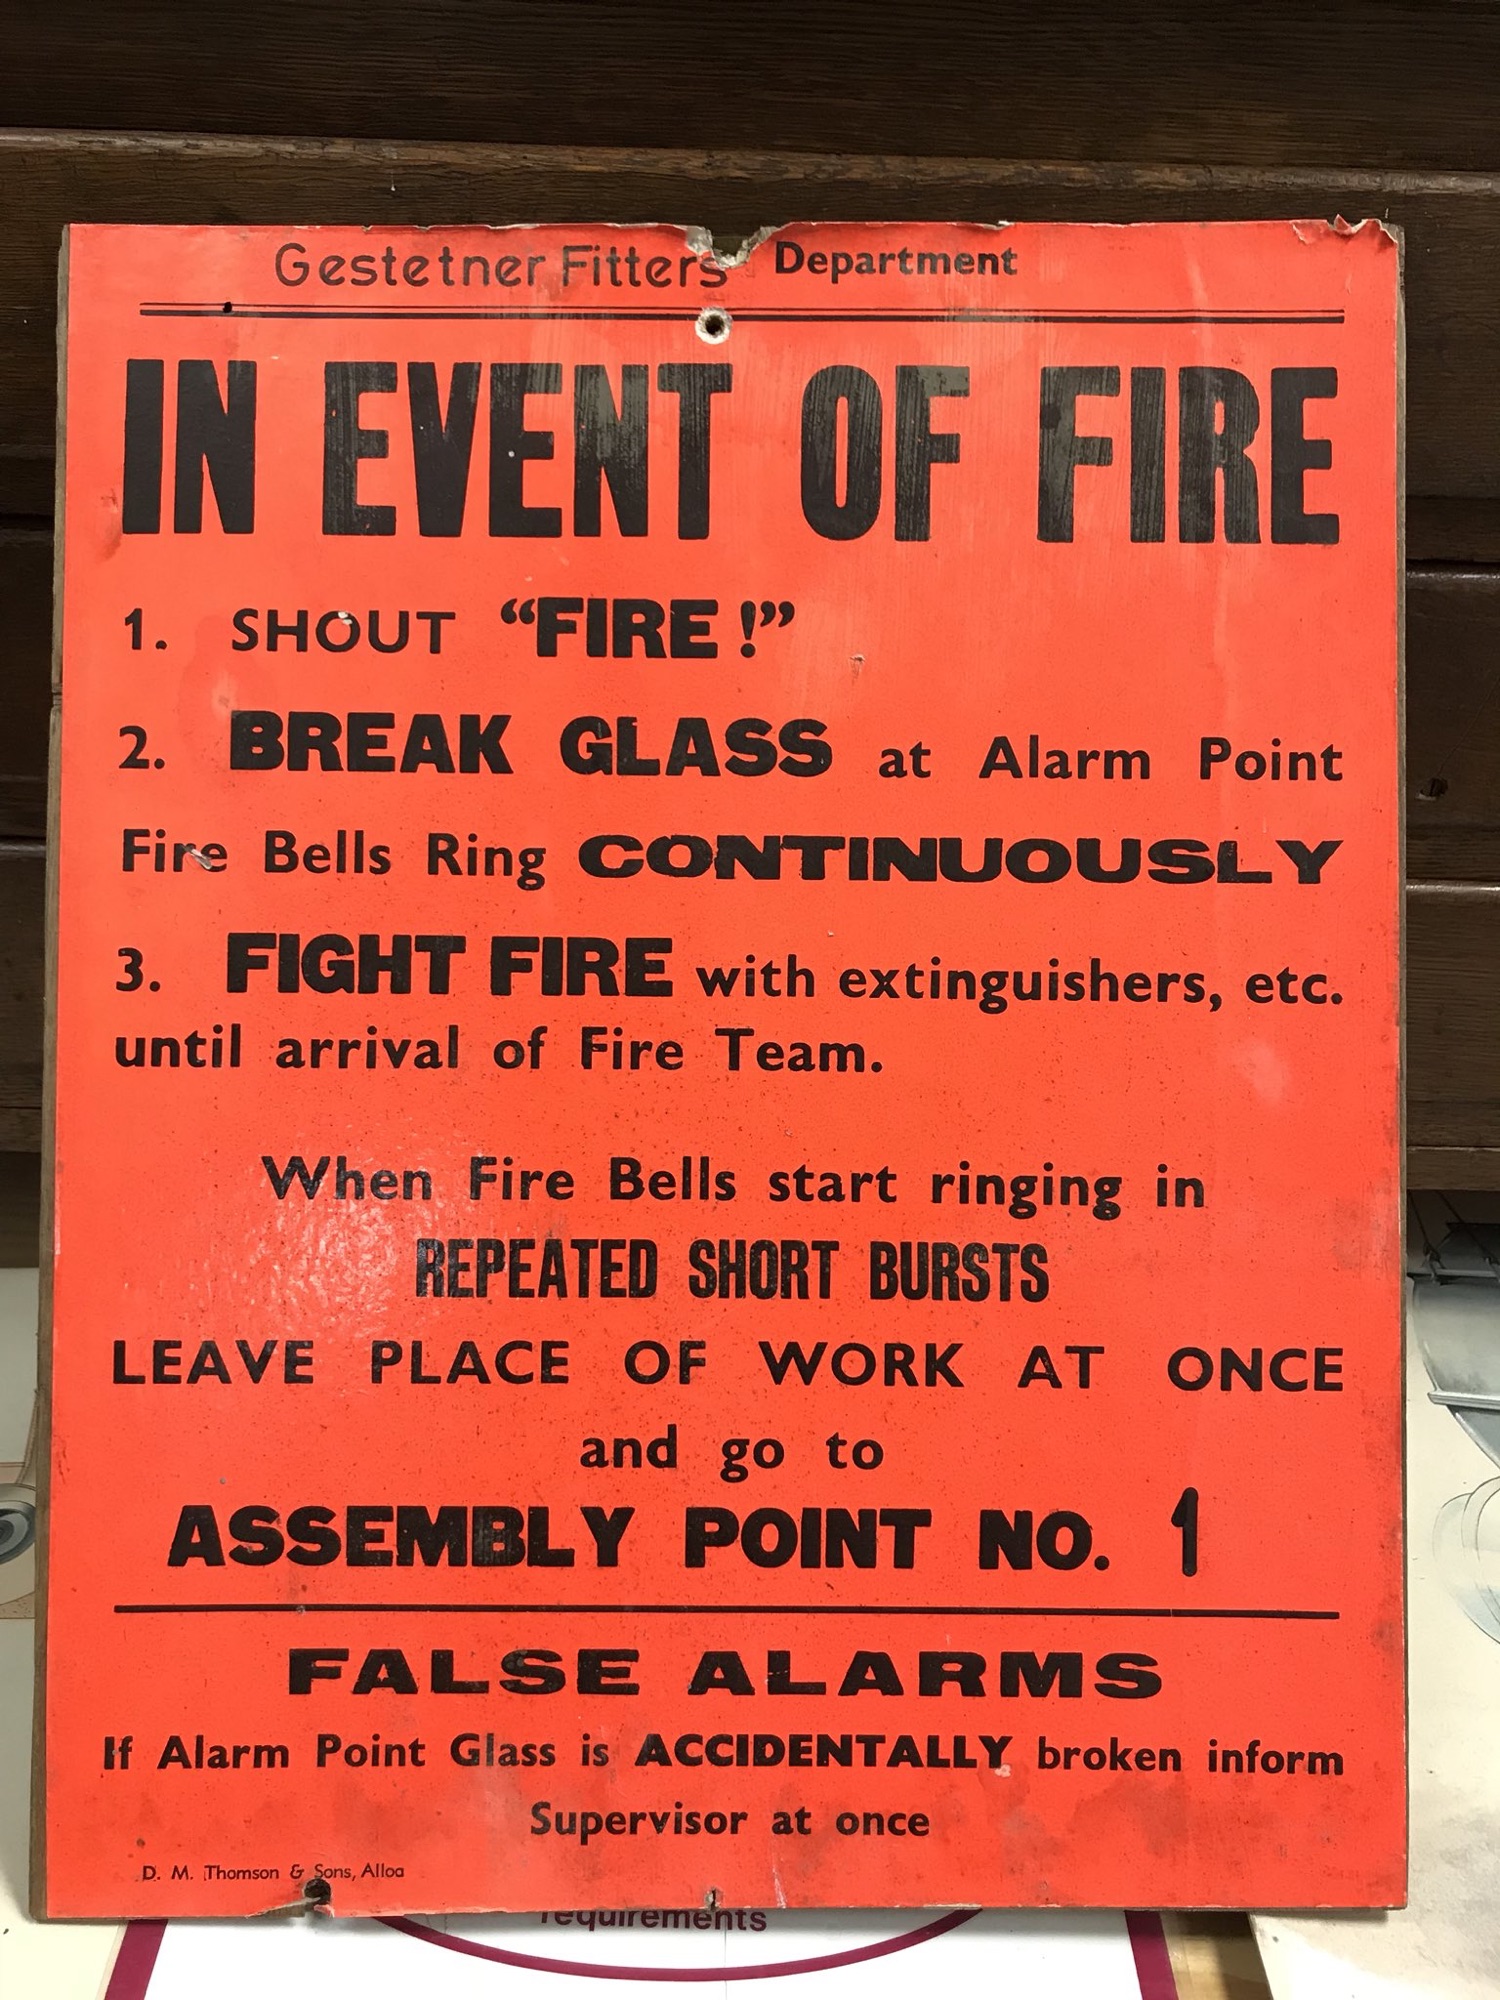 Gestetner Fitters Department
IN EVENT OF FIRE
1. SHOUT “FIRE !”
2. BREAK GLASS at Alarm Point
Fire Bells Ring CONTINUOUSLY
3. FIGHT FIRE with extinguishers, etc.
until arrival of Fire Team.
When Fire Bells start ringing in
REPEATED SHORT BURSTS
LEAVE PLACE OF WORK AT ONCE
and go to
ASSEMBLY POINT NO. 1
FALSE ALARMS
If Alarm Point Glass is ACCIDENTALLY broken inform
Supervisor at once
D. M. Thomson & Sons, Alloa
requirements